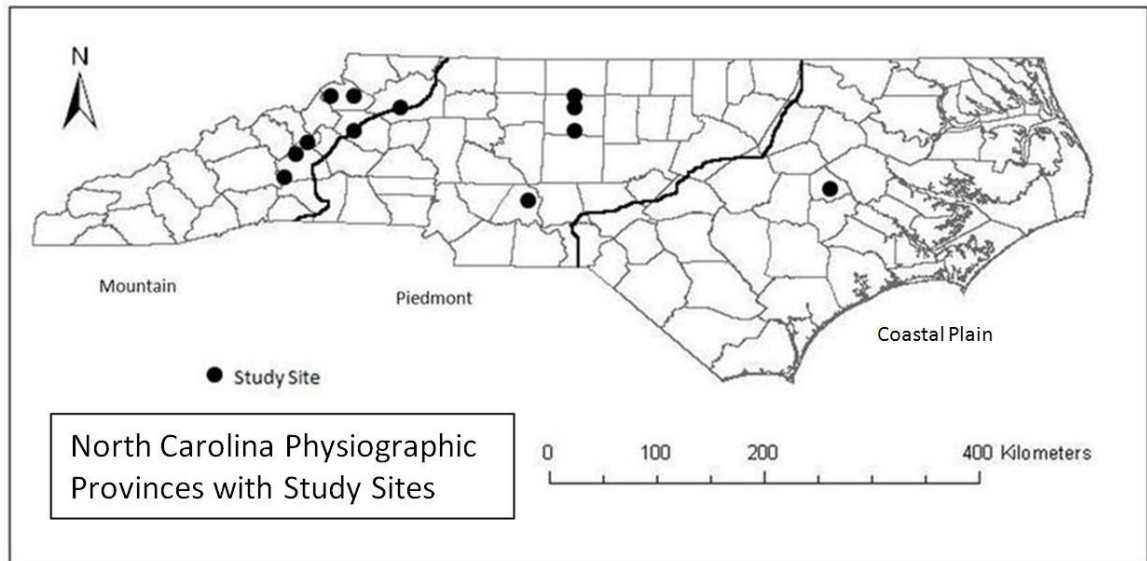 N
Mountain
Piedmont
Coastal Plain
Study Site
North Carolina Physiographic
Provinces with Study Sites
0 100 200 400 Kilometers